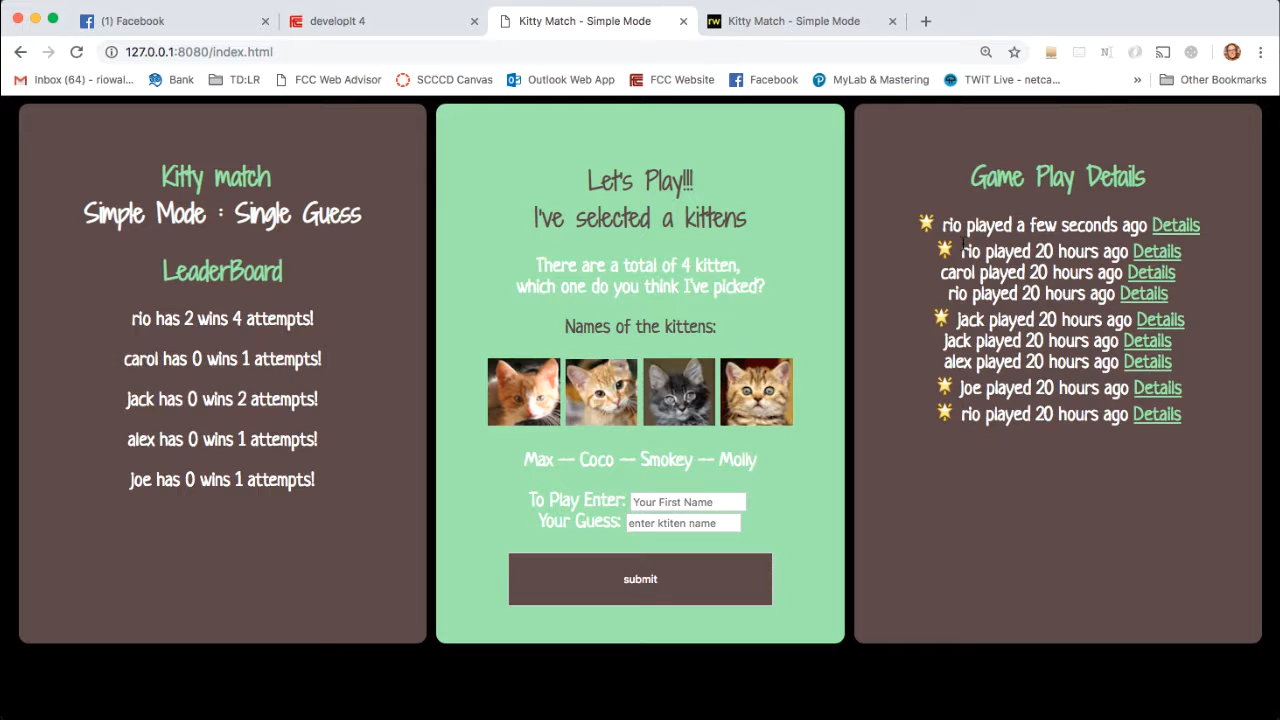 (1) Facebook
developIt 4
Kitty Match - Simple Mode
rw
Kitty Match - Simple Mode
127.0.0.1:8080/index.html
Inbox (64) - riowal...
Bank
TD:LR
FCC Web Advisor
SCCCD Canvas
Outlook Web App
FCC Website
Facebook
MyLab & Mastering
TWiT Live - netca...
»
Other Bookmarks
Kitty match
Simple Mode : Single Guess
LeaderBoard
rio has 2 wins 4 attempts!
carol has 0 wins 1 attempts!
Jack has 0 wins 2 attempts!
alex has 0 wins 1 attempts!
Joe has 0 wins 1 attempts!
Let's Play!!!
I've selected a kittens
There are a total of 4 kitten,
which one do you think I've picked?
Names of the kittens:
Max -- Coco -- Smokey -- Molly
To Play Enter: Your First Name
Your Guess: enter ktiten name
submit
Game Play Details
rio played a few seconds ago Details
rio played 20 hours ago Details
carol played 20 hours ago Details
rio played 20 hours ago Details
Jack played 20 hours ago Details
Jack played 20 hours ago Details
alex played 20 hours ago Details
Joe played 20 hours ago Details
rio played 20 hours ago Details